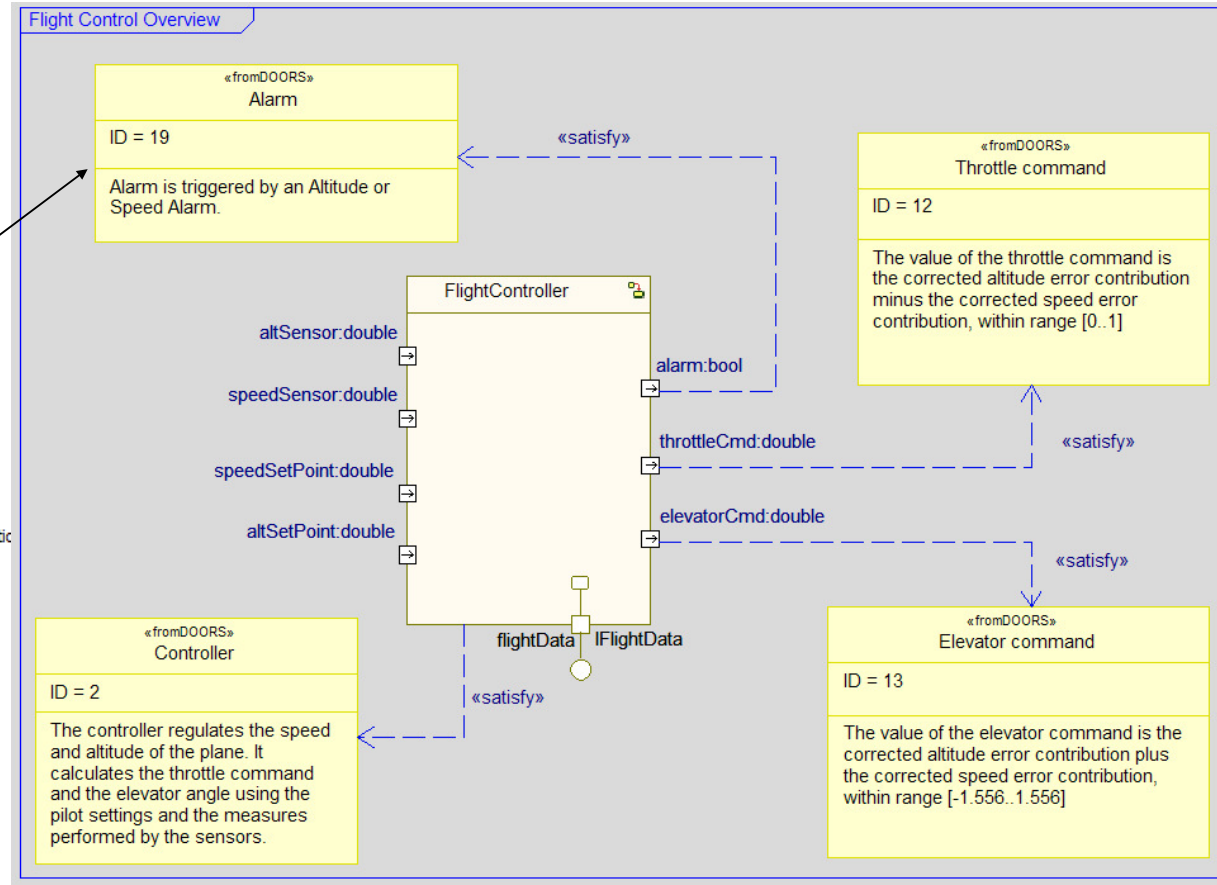 Flight Control Overview
«fromDOORS»
Alarm
ID = 19
Alarm is triggered by an Altitude or
Speed Alarm.
«satisfy»
«fromDOORS»
Throttle command
ID = 12
The value of the throttle command is
the corrected altitude error contribution
minus the corrected speed error
contribution, within range [0..1]
FlightController
altSensor:double
speedSensor:double
speedSetPoint:double
altSetPoint:double
alarm:bool
throttleCmd:double
«satisfy»
elevatorCmd:double
«satisfy»
flightData
IFlightData
«fromDOORS»
Controller
ID = 2
The controller regulates the speed
and altitude of the plane. It
calculates the throttle command
and the elevator angle using the
pilot settings and the measures
performed by the sensors.
«satisfy»
«fromDOORS»
Elevator command
ID = 13
The value of the elevator command is the
corrected altitude error contribution plus
the corrected speed error contribution,
within range [-1.556..1.556]